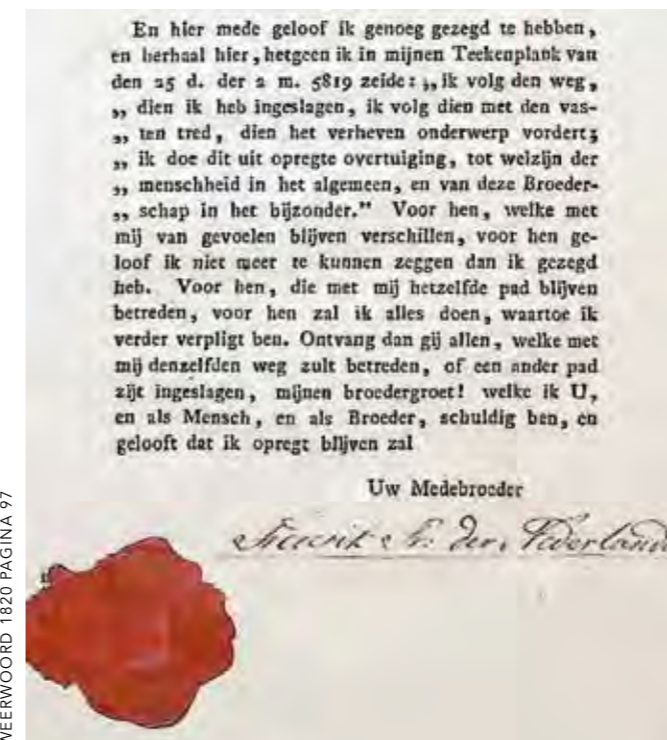 En hier mede geloof ik genoeg gezegd te hebben,
en herhaal hier, hetgeen ik in mijnen Teekenplank van
den 25 d. der 2 m. 5819 zeide: „ ik volg den weg,
„ dien ik heb ingeslagen, ik volg dien met den vas-
„ ten tred, dien het verheven onderwerp vordert;
„ ik doe dit uit opregte overtuiging, tot welzijn der
„ menschheid in het algemeen, en van deze Broeder-
„ schap in het bijzonder.” Voor hen, welke met
mij van gevoelen blijven verschillen, voor hen ge-
loof ik niet meer te kunnen zeggen dan ik gezegd
heb. Voor hen, die met mij hetzelfde pad blijven
betreden, voor hen zal ik alles doen, waartoe ik
verder verpligt ben. Ontvang dan gij allen, welke met
mij denzelfden weg zult betreden, of een ander pad
zijt ingeslagen, mijnen broedergroet! welke ik U,
en als Mensch, en als Broeder, schuldig ben, en
gelooft dat ik opregt blijven zal
Uw Medebroeder
Frederik Pr: der Nederlande
WEERWOORD 1820 PAGINA 97